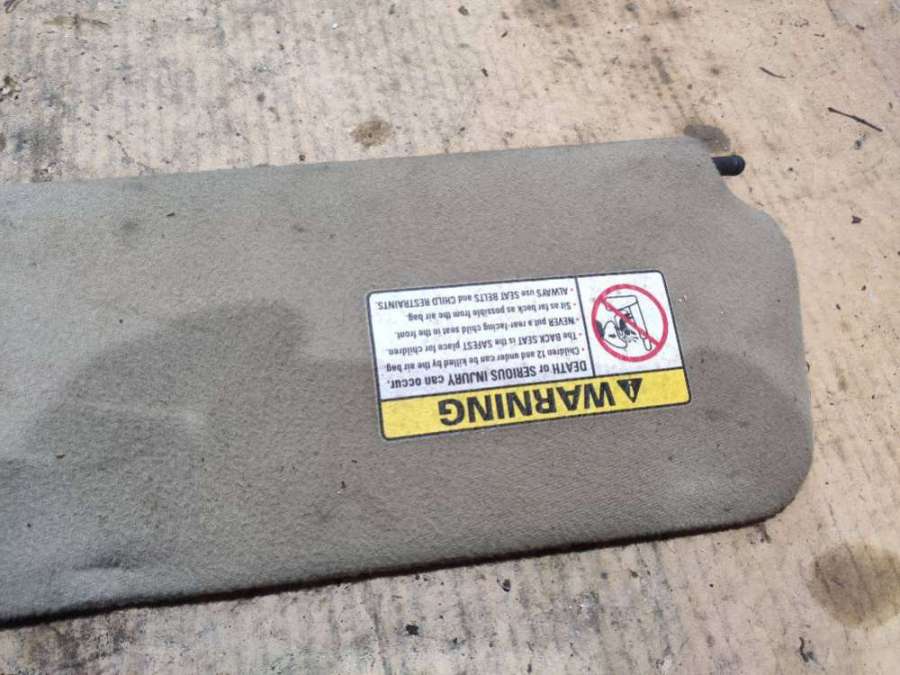 WARNING
DEATH or SERIOUS INJURY can occur.
• Children 12 and under can be killed by the air bag.
• The BACK SEAT is the SAFEST place for children.
• NEVER put a rear-facing child seat in the front.
• Sit as far back as possible from the air bag.
• ALWAYS use SEAT BELTS and CHILD RESTRAINTS.